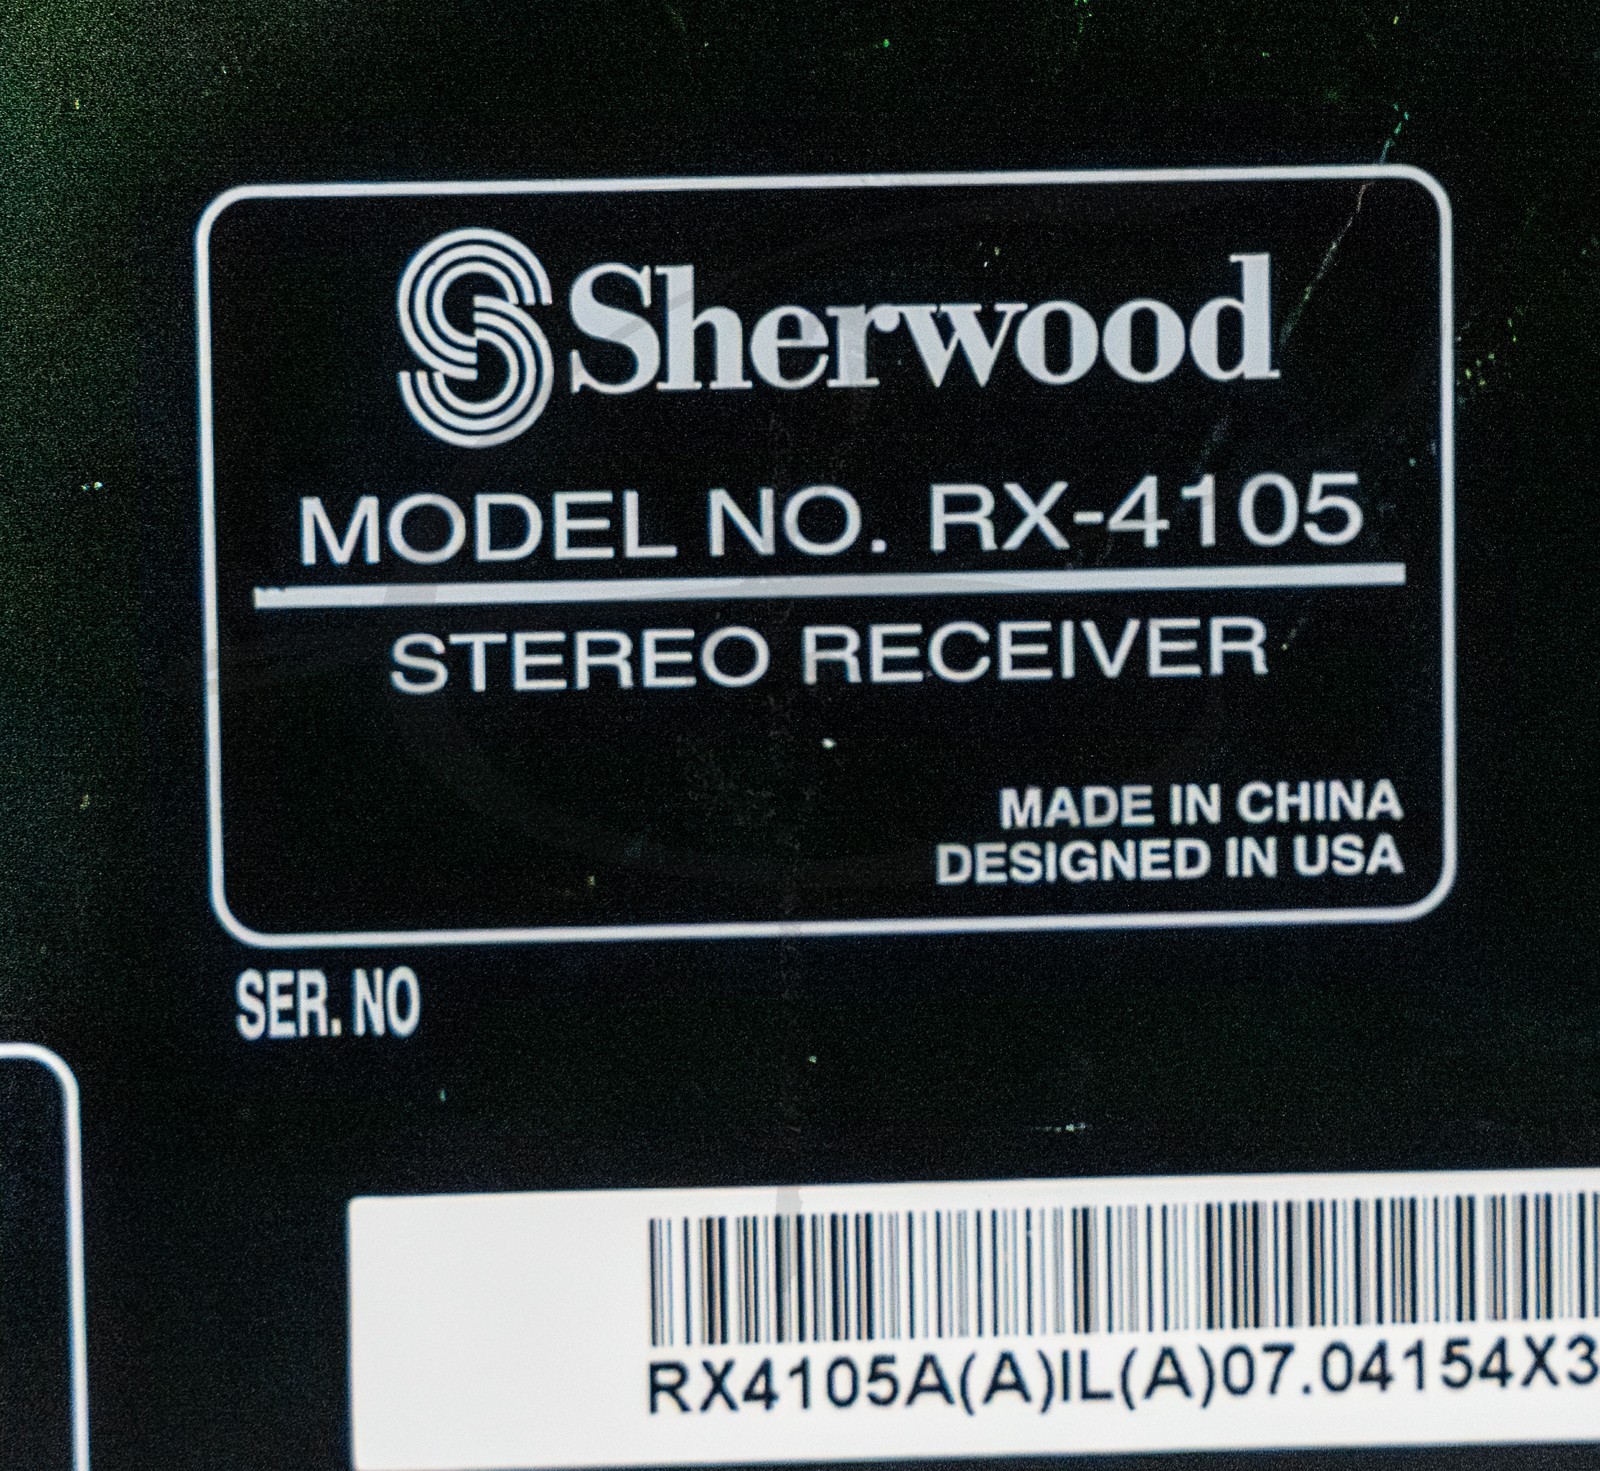 Sherwood
MODEL NO. RX-4105
STEREO RECEIVER
MADE IN CHINA
DESIGNED IN USA
SER. NO
RX4105A(A)IL(A)07.04154X3